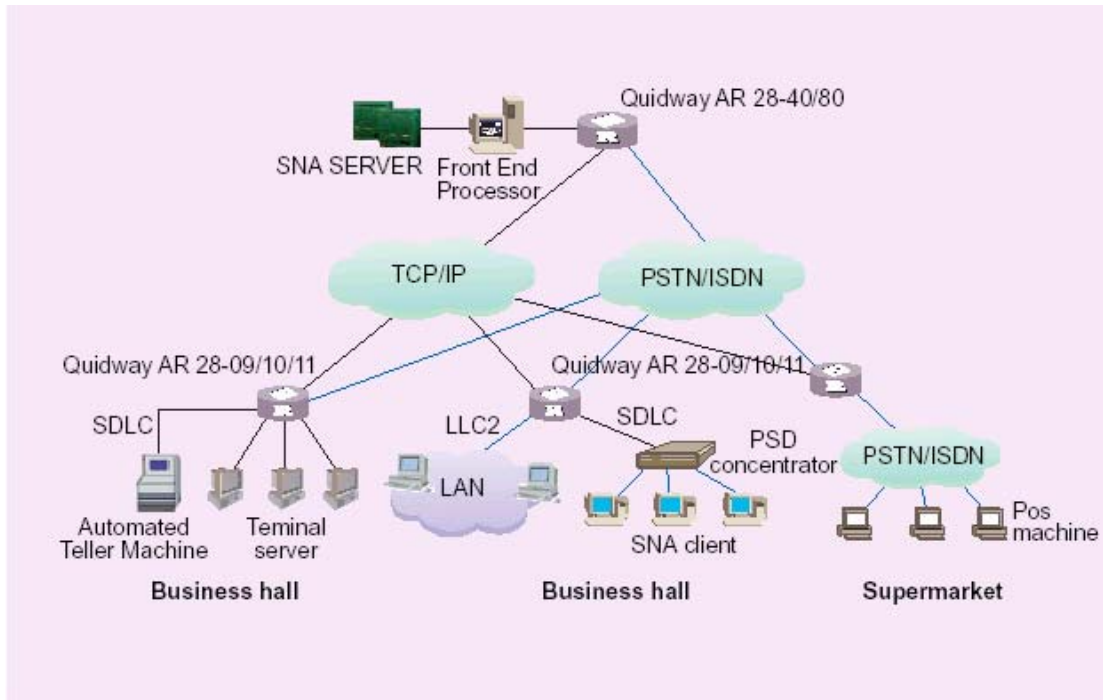 Quidway AR 28-40/80
SNA SERVER
Front End
Processor
TCP/IP
PSTN/ISDN
Quidway AR 28-09/10/11
Quidway AR 28-09/10/11
SDLC
LLC2
SDLC
PSD
concentrator
PSTN/ISDN
LAN
Automated
Teller Machine
Teminal
server
SNA client
Pos
machine
Business hall
Business hall
Supermarket